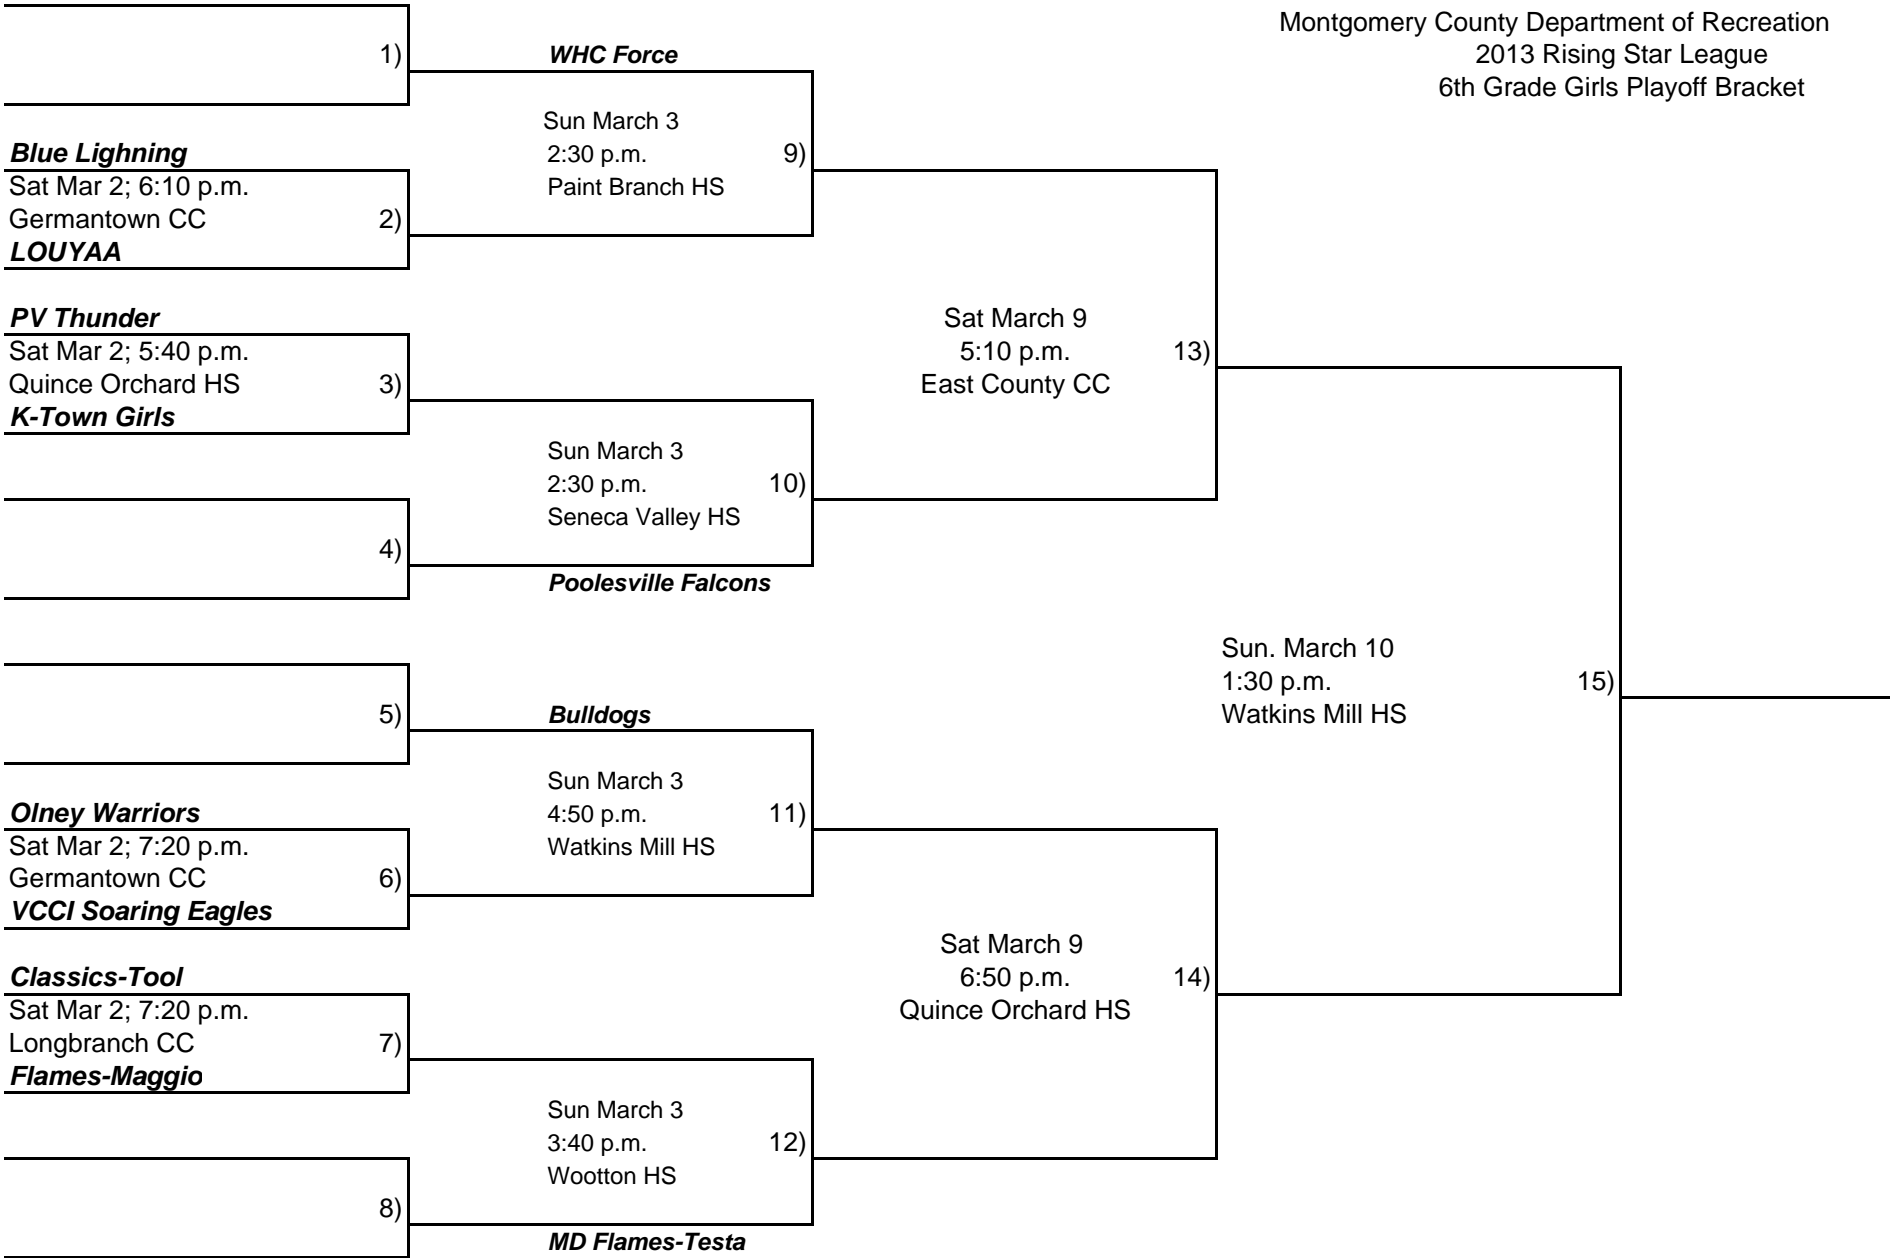 Montgomery County Department of Recreation
2013 Rising Star League
6th Grade Girls Playoff Bracket
1)
WHC Force
Sun March 3
2:30 p.m.
9)
Paint Branch HS
Blue Lighning
Sat Mar 2; 6:10 p.m.
Germantown CC
2)
LOUYAA
PV Thunder
Sat Mar 2; 5:40 p.m.
Quince Orchard HS
3)
K-Town Girls
Sat March 9
5:10 p.m.
13)
East County CC
Sun March 3
2:30 p.m.
10)
Seneca Valley HS
4)
Poolesville Falcons
Sun. March 10
1:30 p.m.
15)
Watkins Mill HS
5)
Bulldogs
Sun March 3
4:50 p.m.
11)
Watkins Mill HS
Olney Warriors
Sat Mar 2; 7:20 p.m.
Germantown CC
6)
VCCI Soaring Eagles
Sat March 9
6:50 p.m.
14)
Quince Orchard HS
Classics-Tool
Sat Mar 2; 7:20 p.m.
Longbranch CC
7)
Flames-Maggio
Sun March 3
3:40 p.m.
12)
Wootton HS
8)
MD Flames-Testa